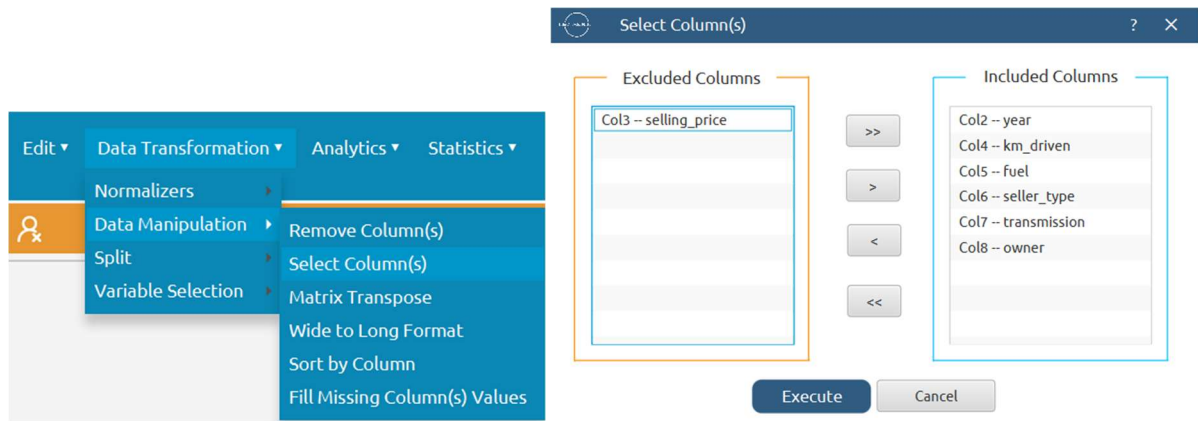 Edit ▾ Data Transformation ▾ Analytics ▾ Statistics ▾
Normalizers
Data Manipulation
Split
Variable Selection
Remove Column(s)
Select Column(s)
Matrix Transpose
Wide to Long Format
Sort by Column
Fill Missing Column(s) Values
Select Column(s) ? ×
Excluded Columns
Col3 -- selling_price
>>
>
<
<<
Included Columns
Col2 -- year
Col4 -- km_driven
Col5 -- fuel
Col6 -- seller_type
Col7 -- transmission
Col8 -- owner
Execute Cancel